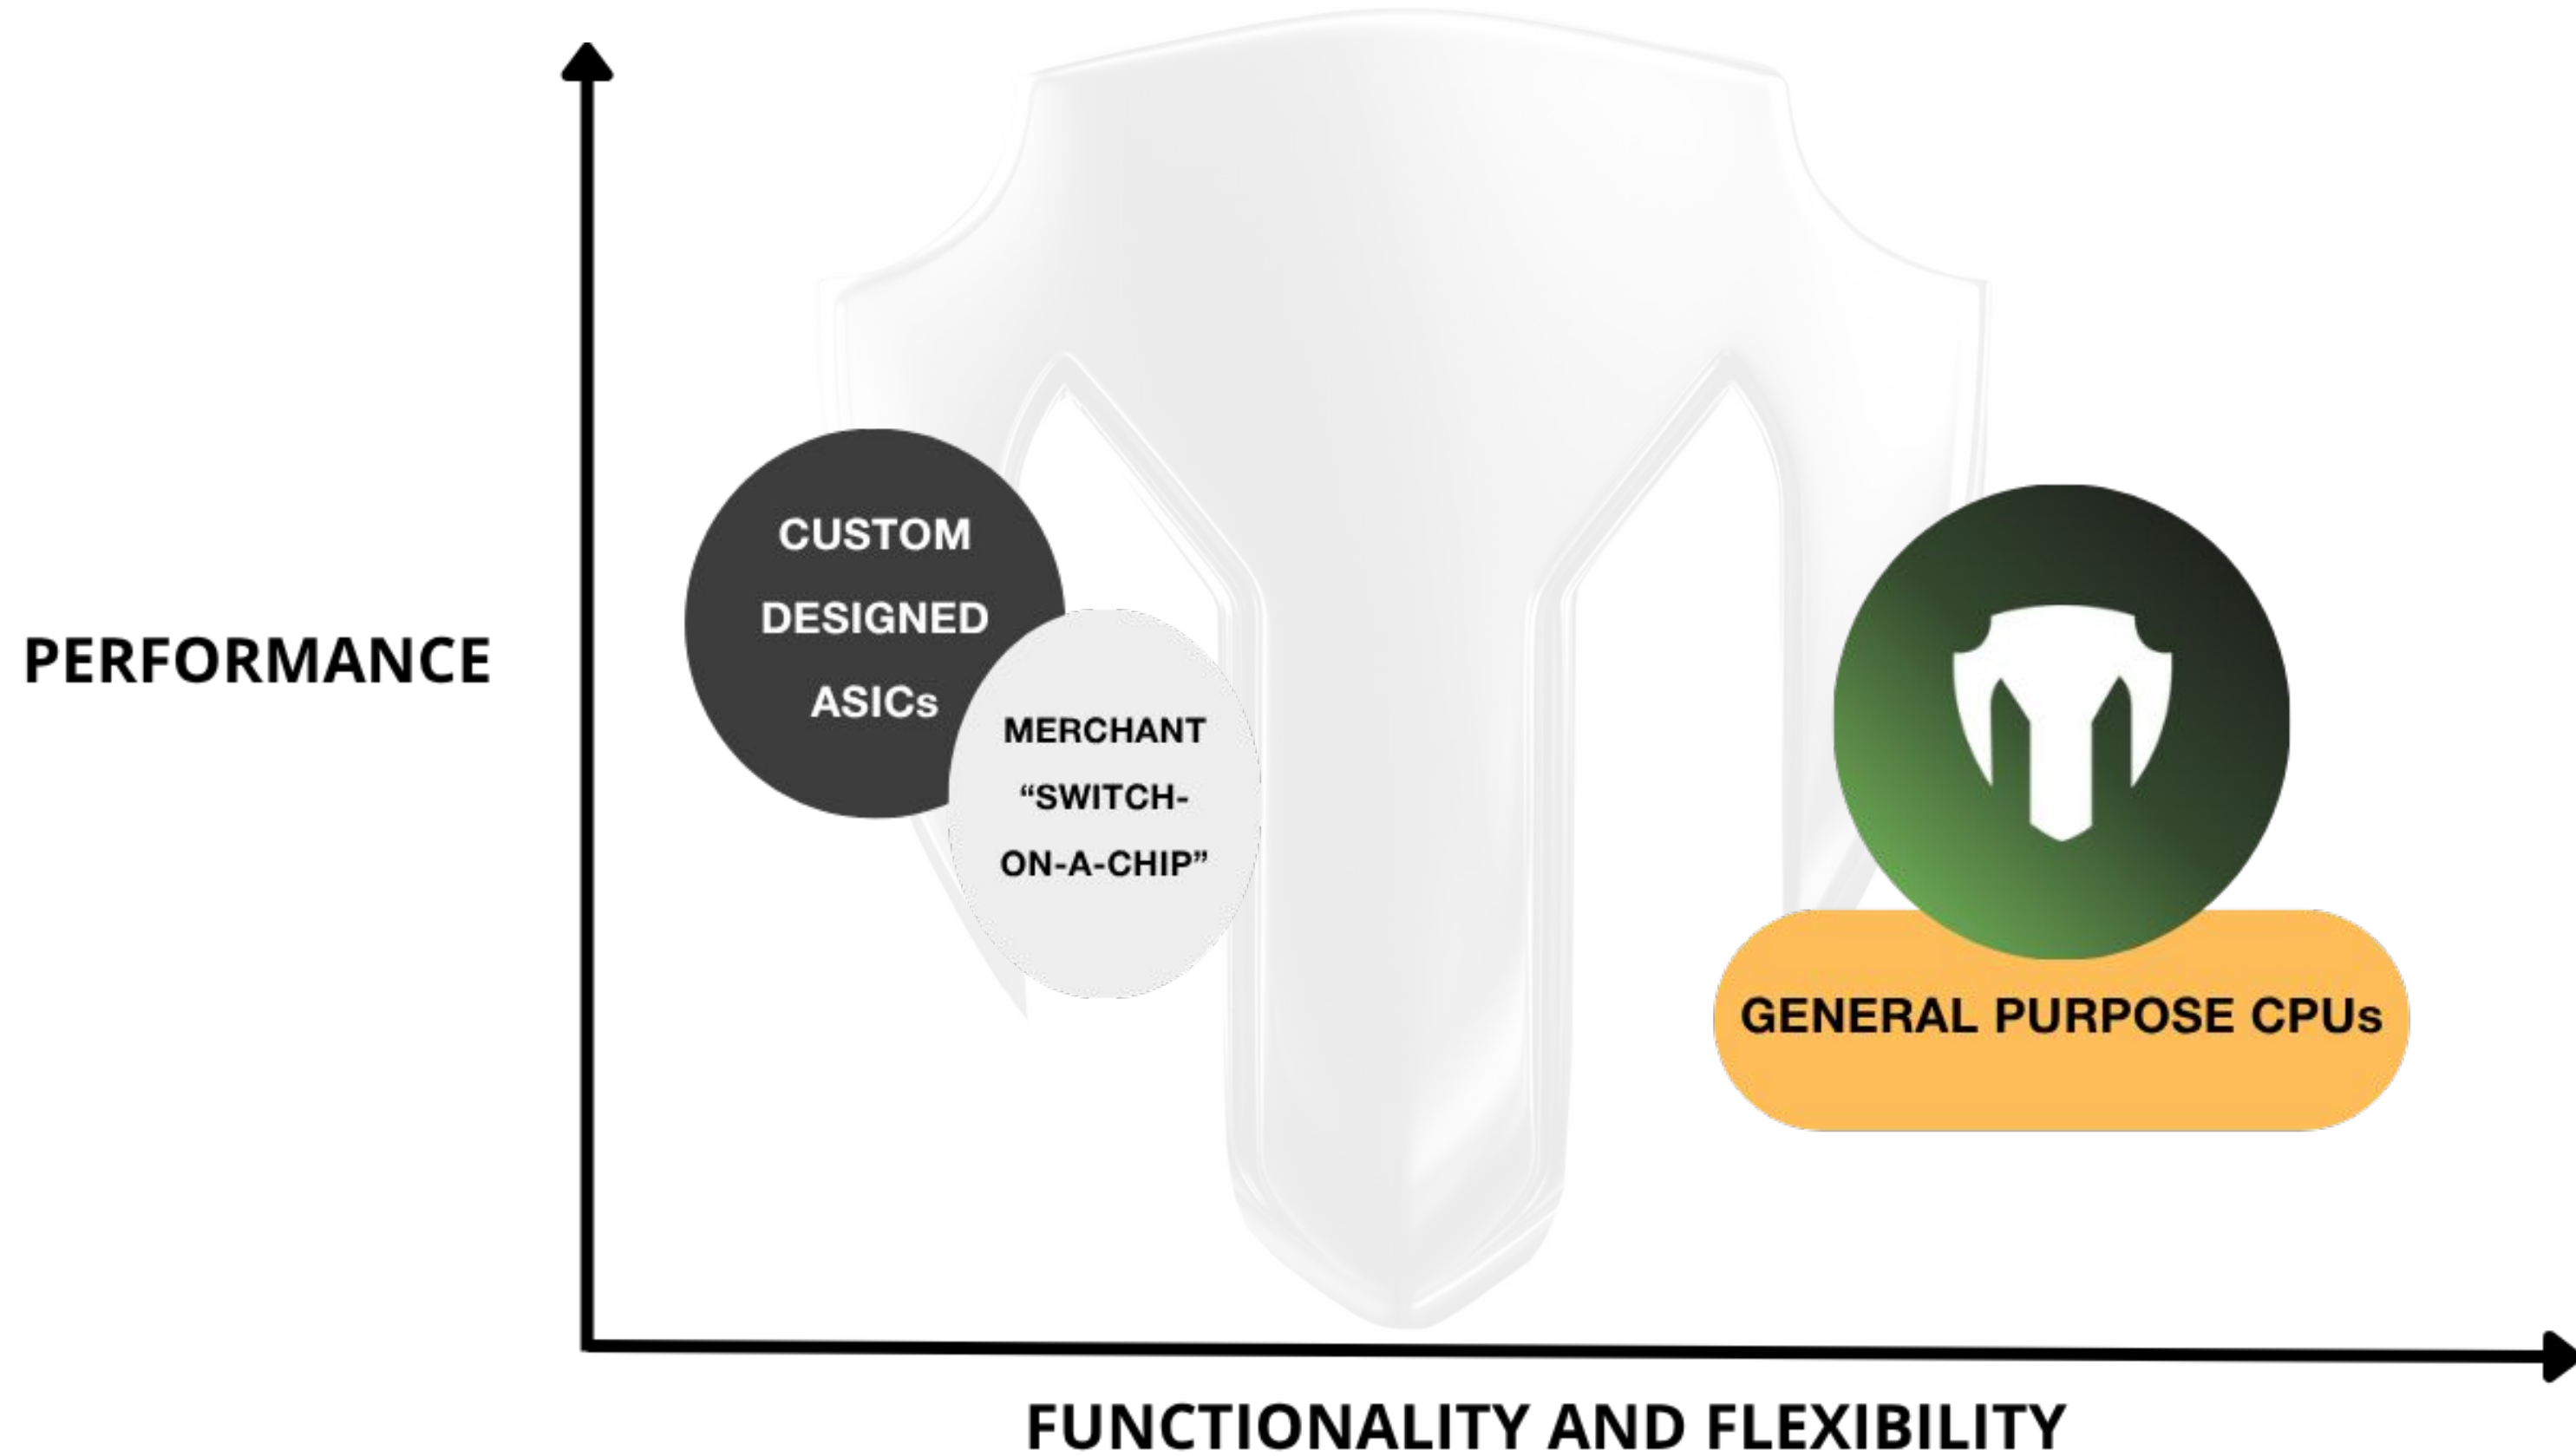 PERFORMANCE
CUSTOM
DESIGNED
ASICs
MERCHANT
“SWITCH-
ON-A-CHIP”
GENERAL PURPOSE CPUs
FUNCTIONALITY AND FLEXIBILITY